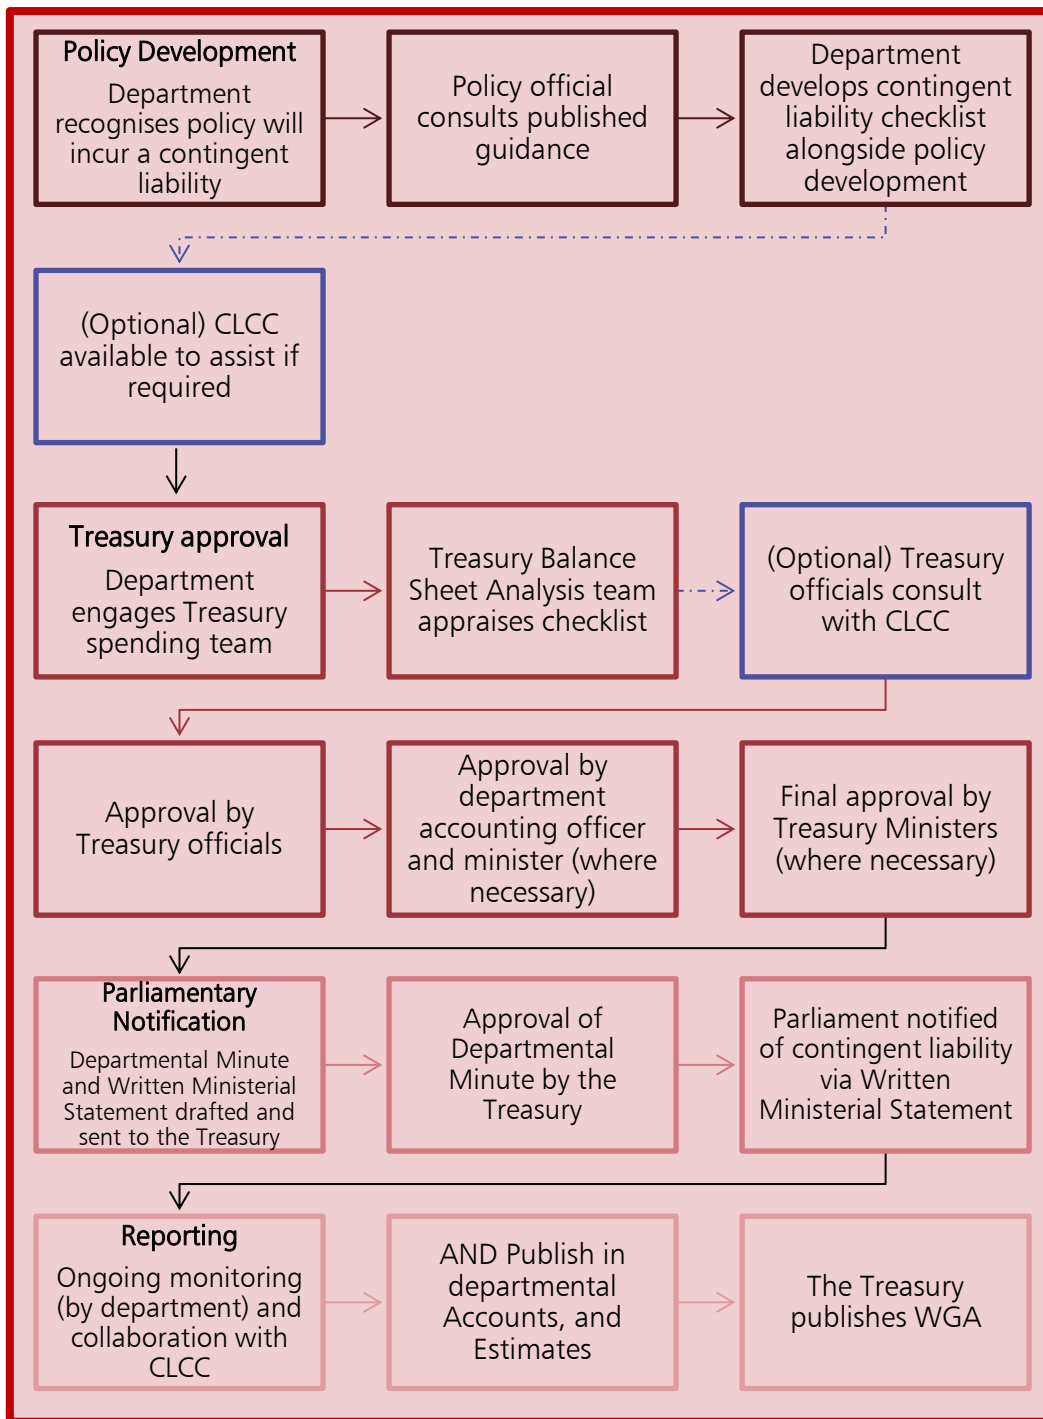 Policy Development
Department
recognises policy will
incur a contingent
liability
Policy official
consults published
guidance
Department
develops contingent
liability checklist
alongside policy
development
(Optional) CLCC
available to assist if
required
Treasury approval
Department
engages Treasury
spending team
Treasury Balance
Sheet Analysis team
appraises checklist
(Optional) Treasury
officials consult
with CLCC
Approval by
Treasury officials
Approval by
department
accounting officer
and minister (where
necessary)
Final approval by
Treasury Ministers
(where necessary)
Parliamentary
Notification
Departmental Minute
and Written Ministerial
Statement drafted and
sent to the Treasury
Approval of
Departmental
Minute by the
Treasury
Parliament notified
of contingent liability
via Written
Ministerial Statement
Reporting
Ongoing monitoring
(by department) and
collaboration with
CLCC
AND Publish in
departmental
Accounts, and
Estimates
The Treasury
publishes WGA